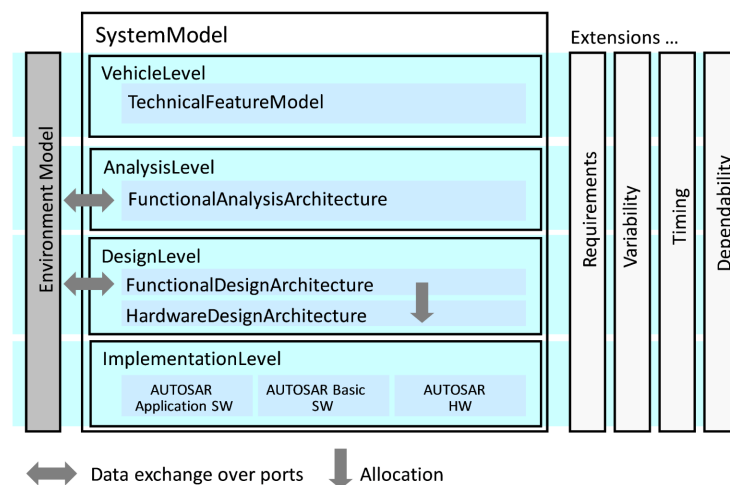 SystemModel
Extensions ...
VehicleLevel
TechnicalFeatureModel
AnalysisLevel
FunctionalAnalysisArchitecture
DesignLevel
FunctionalDesignArchitecture
HardwareDesignArchitecture
ImplementationLevel
AUTOSAR
Application SW
AUTOSAR Basic
SW
AUTOSAR
HW
Environment Model
Requirements
Variability
Timing
Dependability
Data exchange over ports
Allocation